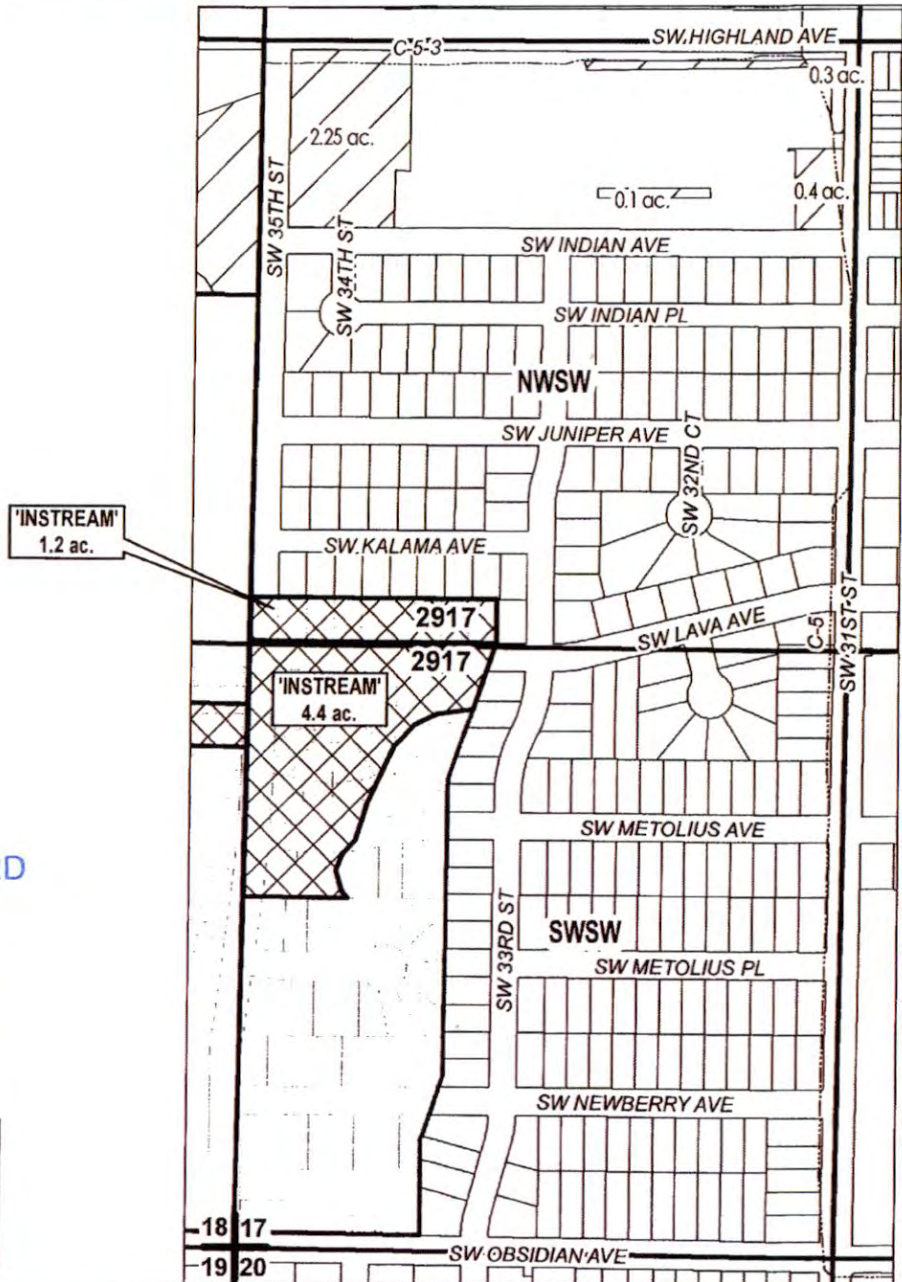 SW HIGHLAND AVE
C-5-3
0.3 ac.
2.25 ac.
0.1 ac.
0.4 ac.
SW 35TH ST
SW 34TH ST
SW INDIAN AVE
SW INDIAN PL
NWSW
SW JUNIPER AVE
SW 32ND CT
'INSTREAM'
1.2 ac.
SW KALAMA AVE
2917
SW LAVA AVE
C-5
SW 31ST ST
2917
'INSTREAM'
4.4 ac.
SW METOLIUS AVE
D
SW 33RD ST
SWSW
SW METOLIUS PL
SW NEWBERRY AVE
18 17
19 20
SW OBSIDIAN AVE